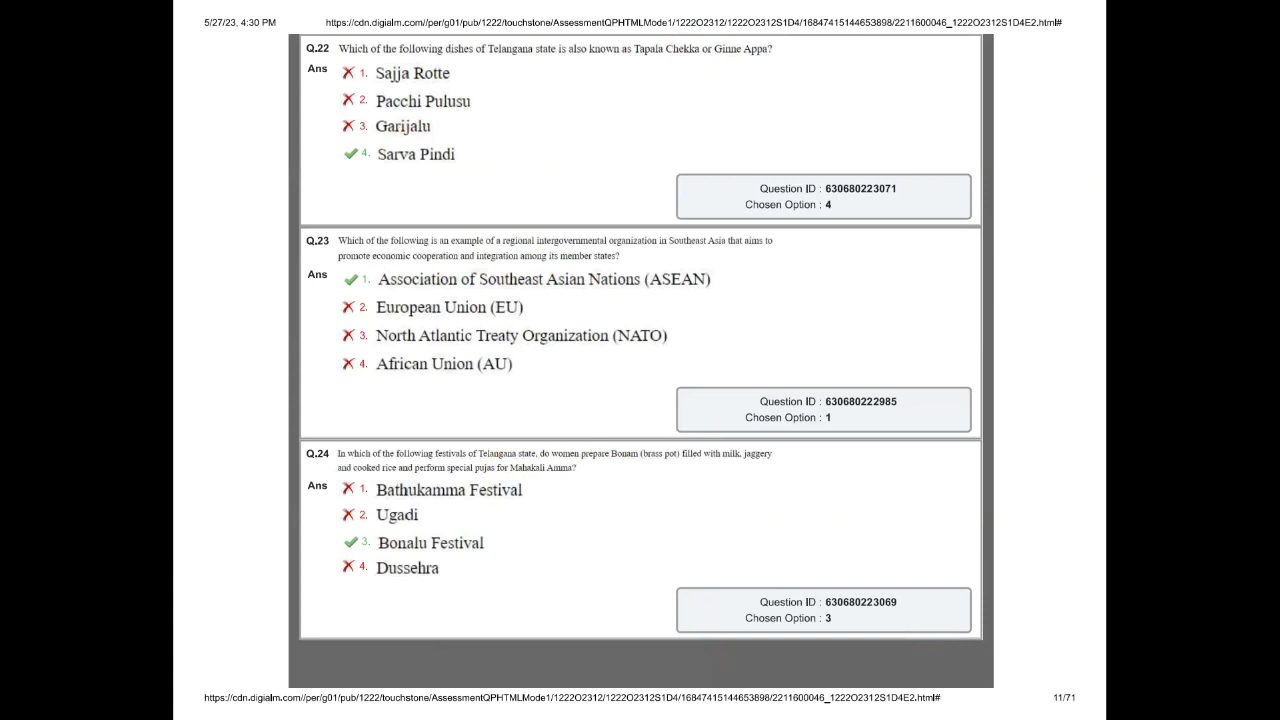 5/27/23, 4:30 PM https://cdn.digialm.com//per/g01/pub/1222/touchstone/AssessmentQPHTMLMode1/1222O2312/1222O2312S1D4/16847415144653898/2211600046_1222O2312S1D4E2.html#
Q.22 Which of the following dishes of Telangana state is also known as Tapala Chekka or Ginne Appa?
Ans 1. Sajja Rotte
2. Pacchi Pulusu
3. Garijalu
4. Sarva Pindi
Question ID : 630680223071
Chosen Option : 4
Q.23 Which of the following is an example of a regional intergovernmental organization in Southeast Asia that aims to
promote economic cooperation and integration among its member states?
Ans 1. Association of Southeast Asian Nations (ASEAN)
2. European Union (EU)
3. North Atlantic Treaty Organization (NATO)
4. African Union (AU)
Question ID : 630680222985
Chosen Option : 1
Q.24 In which of the following festivals of Telangana state, do women prepare Bonam (brass pot) filled with milk, jaggery
and cooked rice and perform special pujas for Mahakali Amma?
Ans 1. Bathukamma Festival
2. Ugadi
3. Bonalu Festival
4. Dussehra
Question ID : 630680223069
Chosen Option : 3
https://cdn.digialm.com//per/g01/pub/1222/touchstone/AssessmentQPHTMLMode1/1222O2312/1222O2312S1D4/16847415144653898/2211600046_1222O2312S1D4E2.html# 11/71